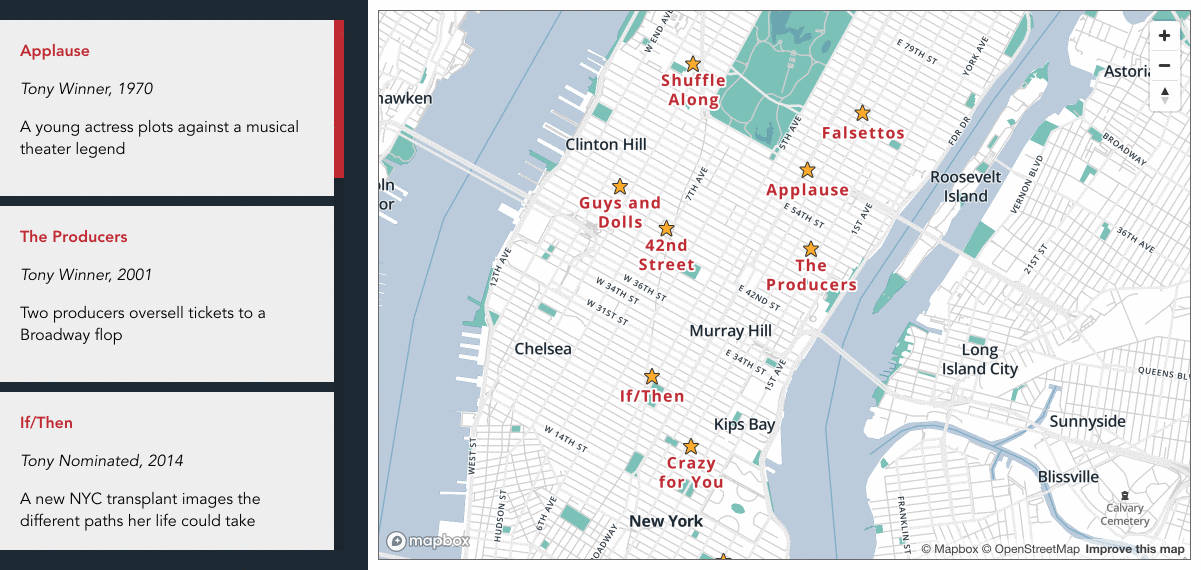 Applause
Tony Winner, 1970
A young actress plots against a musical
theater legend
The Producers
Tony Winner, 2001
Two producers oversell tickets to a
Broadway flop
If/Then
Tony Nominated, 2014
A new NYC transplant images the
different paths her life could take
W END AVE
E 79TH ST
YORK AVE
Astoria
Shuffle
Along
hawken
5TH AVE
Falsettos
FDR DR
BROADWAY
Clinton Hill
Applause
Roosevelt
Island
VERNON BLVD
7TH AVE
Guys and
Dolls
E 54TH ST
1ST AVE
36TH AVE
42nd
Street
21ST ST
12TH AVE
The
Producers
W 36TH ST
W 34TH ST
W 31ST ST
E 42ND ST
Murray Hill
Chelsea
E 34TH ST
1ST AVE
Long
Island City
QUEENS BLV
If/Then
Kips Bay
Sunnyside
W 14TH ST
WEST ST
Crazy
for You
Blissville
HUDSON ST
6TH AVE
Calvary
Cemetery
FRANKLIN ST
New York
OADWAY
mapbox
© Mapbox © OpenStreetMap Improve this map